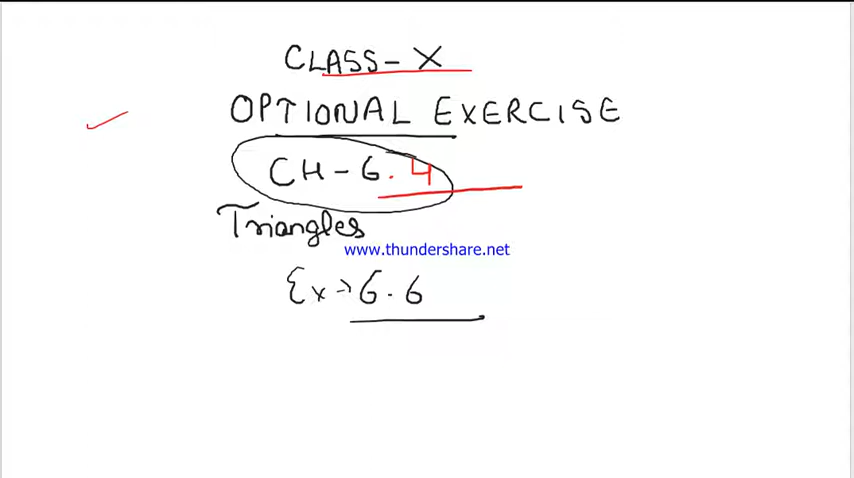 CLASS - X
OPTIONAL EXERCISE
CH - 6.4
Triangles
www.thundershare.net
Ex → 6.6